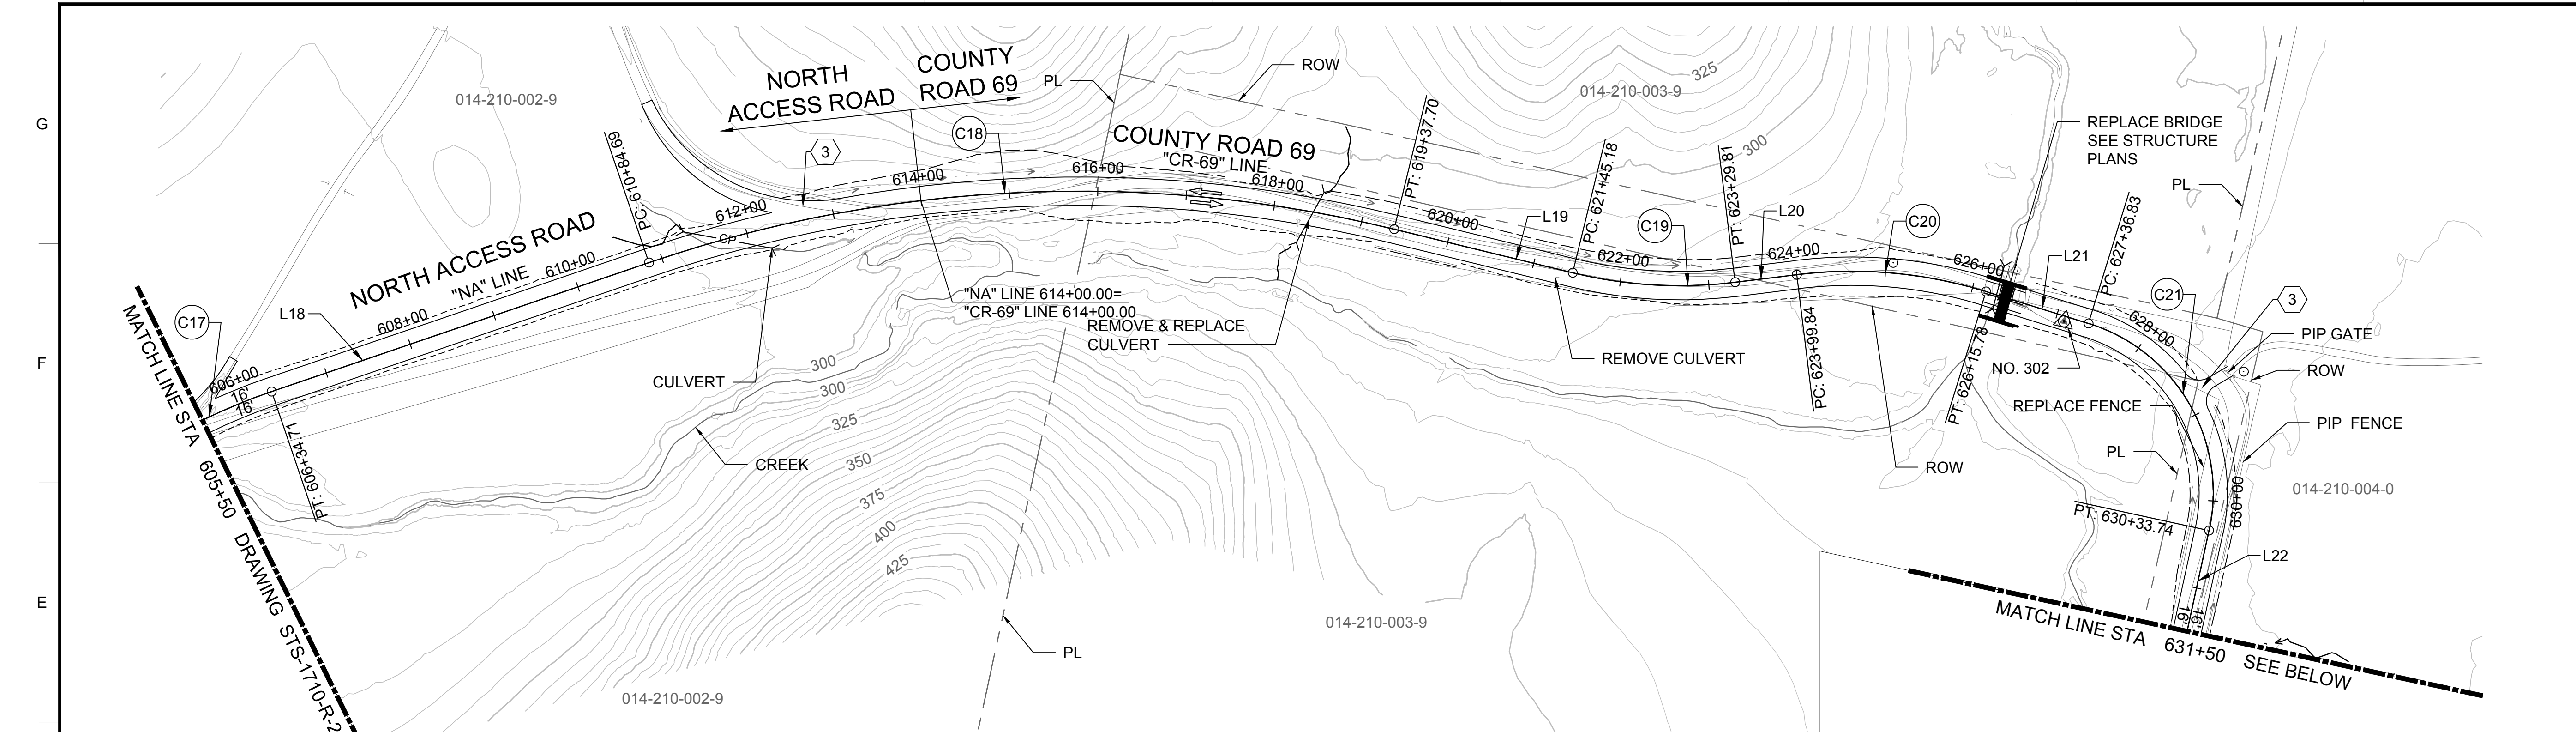 G
F
E
014-210-002-9
NORTH
ACCESS ROAD
COUNTY
ROAD 69
PL
ROW
325
014-210-003-9
300
REPLACE BRIDGE
SEE STRUCTURE
PLANS
PL
PC: 610+84.69
3
C18
COUNTY ROAD 69
"CR-69" LINE
612+00
614+00
616+00
618+00
PT: 619+37.70
620+00
L19
PC: 621+45.18
622+00
C19
PT: 623+29.81
L20
624+00
C20
626+00
L21
PC: 627+36.83
C21
628+00
3
PIP GATE
ROW
CP
NORTH ACCESS ROAD
"NA" LINE
610+00
608+00
L18
C17
606+00
16'
16'
PT: 606+34.71
"NA" LINE 614+00.00=
"CR-69" LINE 614+00.00
REMOVE & REPLACE
CULVERT
CULVERT
REMOVE CULVERT
PC: 623+99.84
PT: 626+15.78
NO. 302
REPLACE FENCE
PIP FENCE
PL
ROW
014-210-004-0
630+00
PT: 630+33.74
L22
16'
16'
300
300
325
350
375
400
425
CREEK
PL
014-210-003-9
014-210-002-9
MATCH LINE STA 605+50 DRAWING STS-1710-R-2
MATCH LINE STA 631+50 SEE BELOW